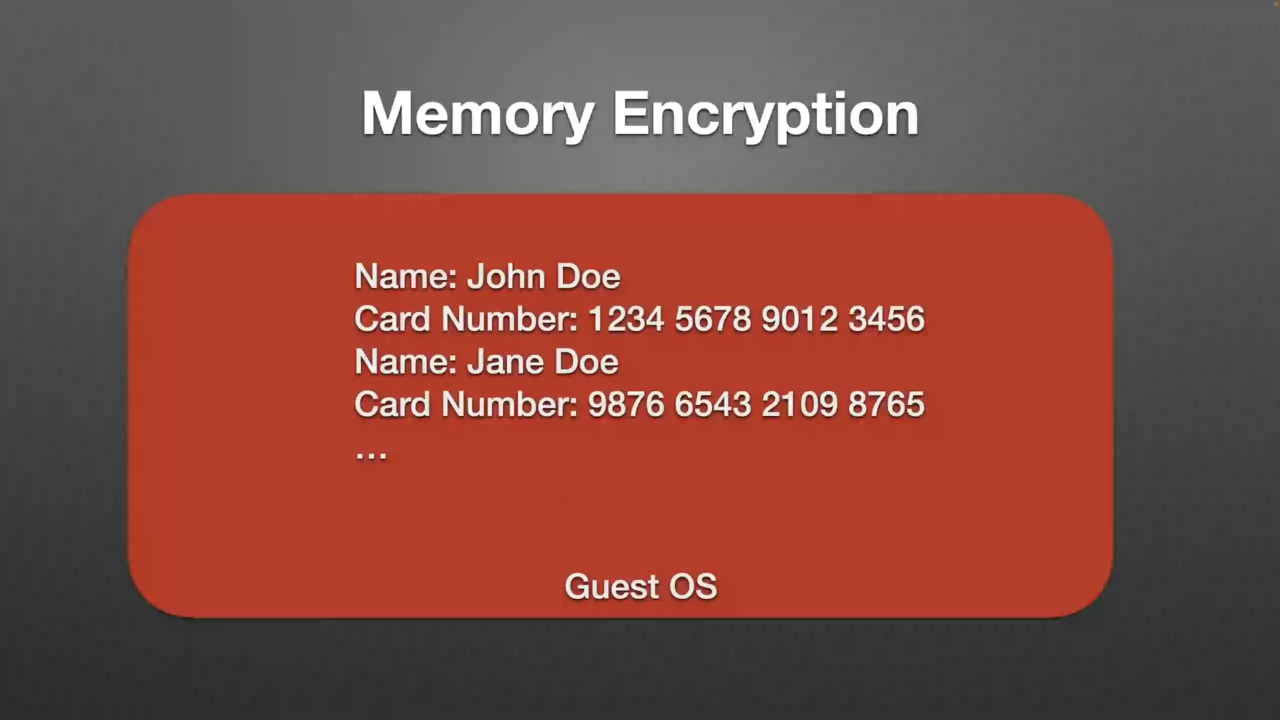 Memory Encryption
Name: John Doe
Card Number: 1234 5678 9012 3456
Name: Jane Doe
Card Number: 9876 6543 2109 8765
…
Guest OS